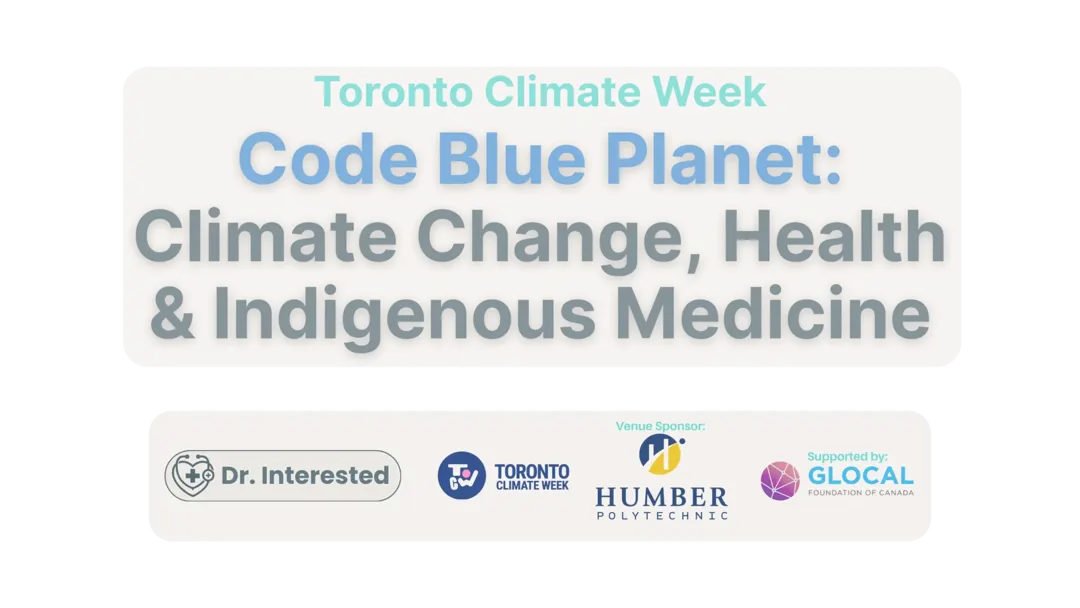 Toronto Climate Week
Code Blue Planet:
Climate Change, Health
& Indigenous Medicine
Dr. Interested
TCW
TORONTO
CLIMATE WEEK
Venue Sponsor:
H
HUMBER
POLYTECHNIC
Supported by:
GLOCAL
FOUNDATION OF CANADA